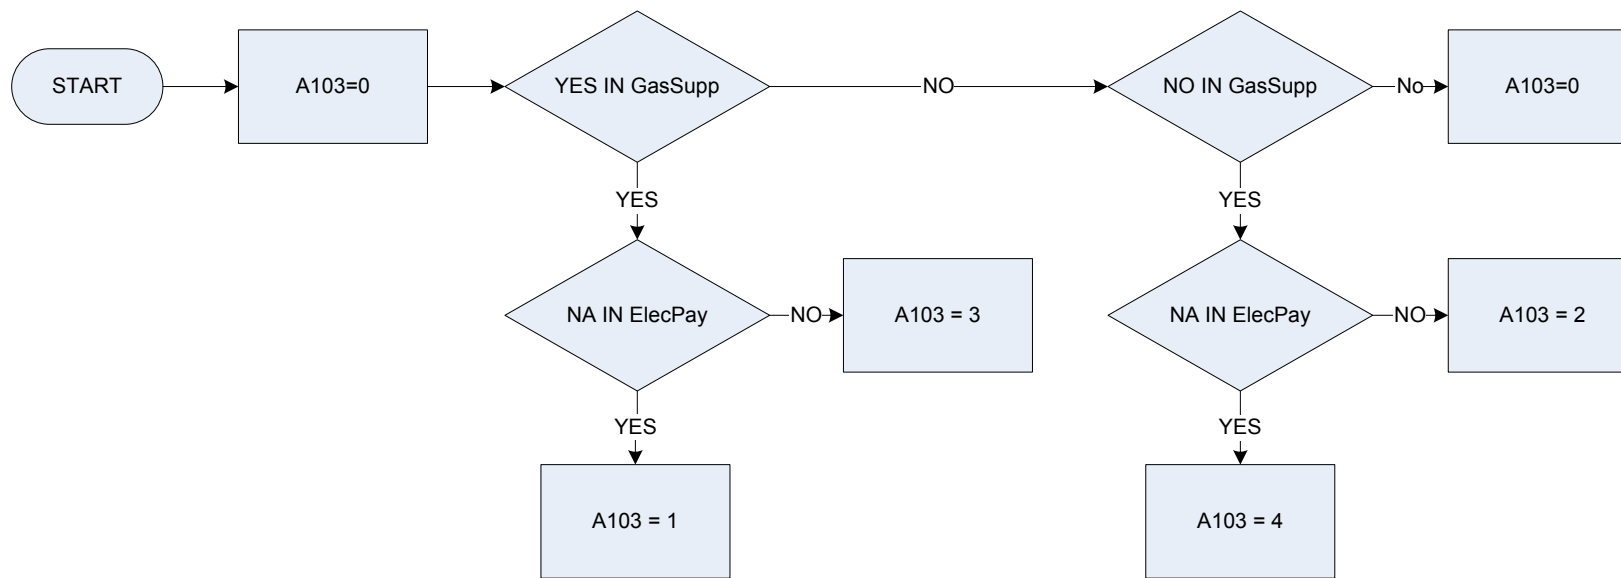 START
A103=0
YES IN GasSupp
NO
NO IN GasSupp
No
A103=0
YES
YES
NA IN ElecPay
NO
A103 = 3
NA IN ElecPay
NO
A103 = 2
YES
YES
A103 = 1
A103 = 4